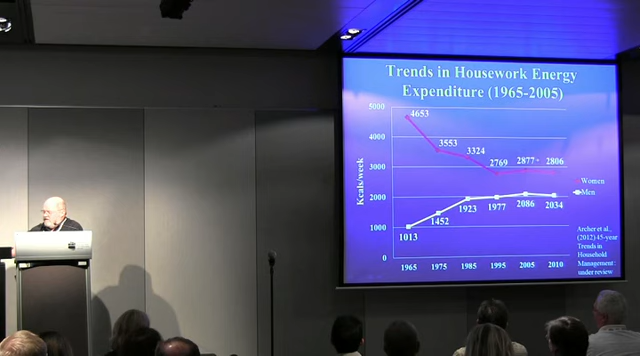 Trends in Housework Energy
Expenditure (1965-2005)
5000
4000
3000
2000
1000
0
Kcals/week
4653
3553
3324
2769
2877
2806
1013
1452
1923
1977
2086
2034
1965
1975
1985
1995
2005
2010
Women
Men
Archer et al.,
(2012) 45-year
Trends in
Household
Management:
under review